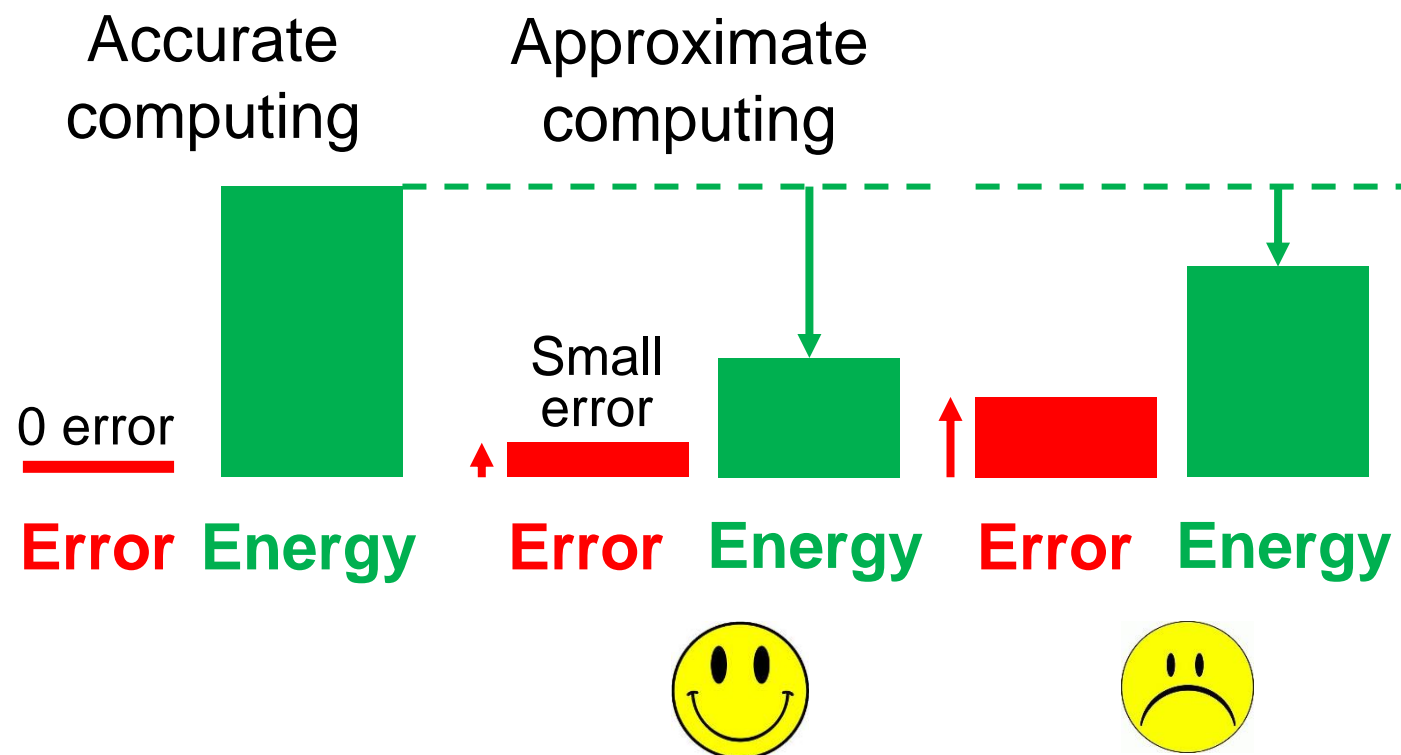 Accurate
computing
Approximate
computing
0 error
Small
error
Error Energy
Error Energy
Error Energy